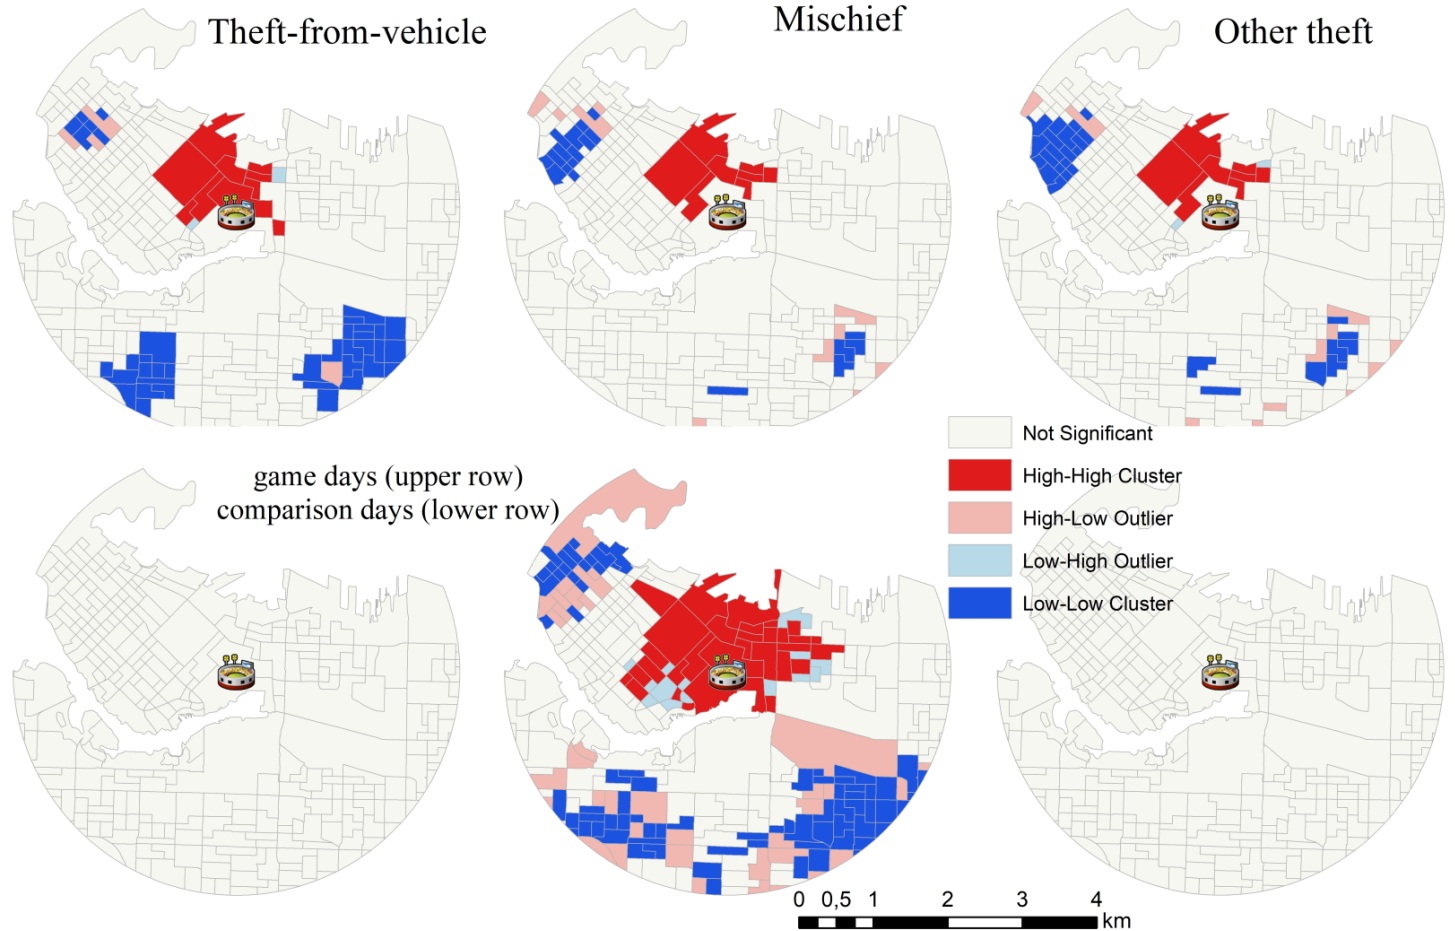 Theft-from-vehicle
Mischief
Other theft
game days (upper row)
comparison days (lower row)
Not Significant
High-High Cluster
High-Low Outlier
Low-High Outlier
Low-Low Cluster
0 0,5 1 2 3 4
km